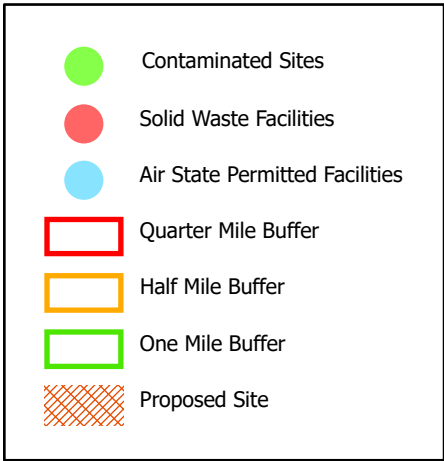 Contaminated Sites
Solid Waste Facilities
Air State Permitted Facilities
Quarter Mile Buffer
Half Mile Buffer
One Mile Buffer
Proposed Site